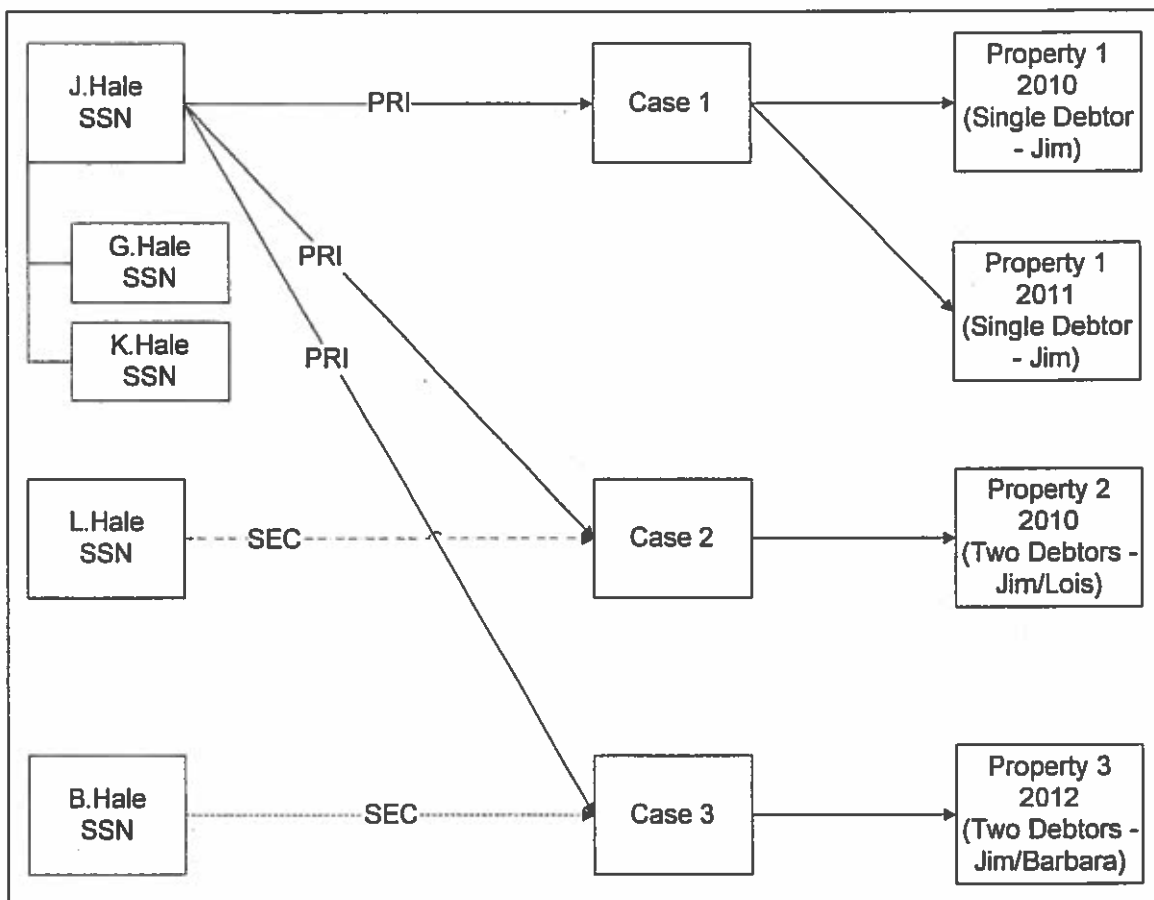 J.Hale
SSN
PRI
Case 1
Property 1
2010
(Single Debtor
- Jim)
G.Hale
SSN
PRI
Property 1
2011
(Single Debtor
- Jim)
K.Hale
SSN
PRI
L.Hale
SSN
SEC
Case 2
Property 2
2010
(Two Debtors -
Jim/Lois)
B.Hale
SSN
SEC
Case 3
Property 3
2012
(Two Debtors -
Jim/Barbara)